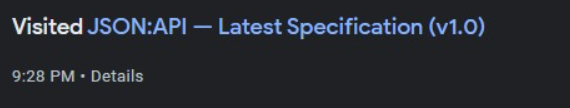 Visited JSON:API — Latest Specification (v1.0)
9:28 PM • Details